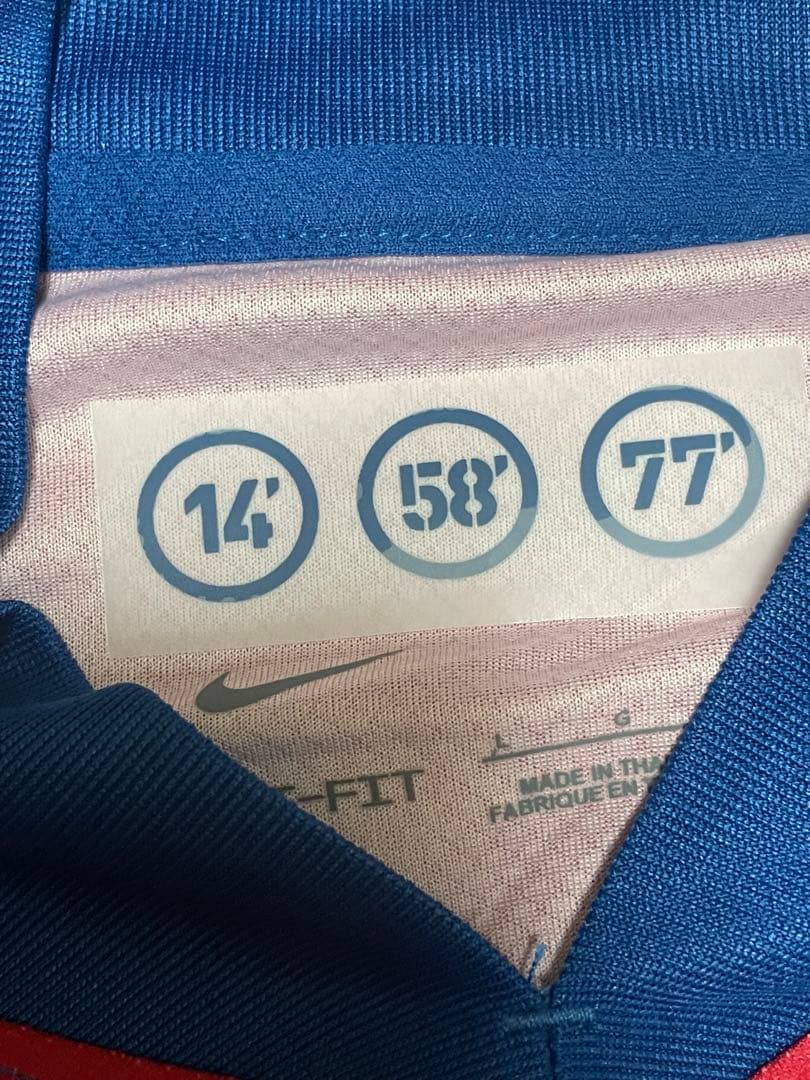 14' 58' 77'
L G
-FIT
MADE IN THA
FABRIQUE EN